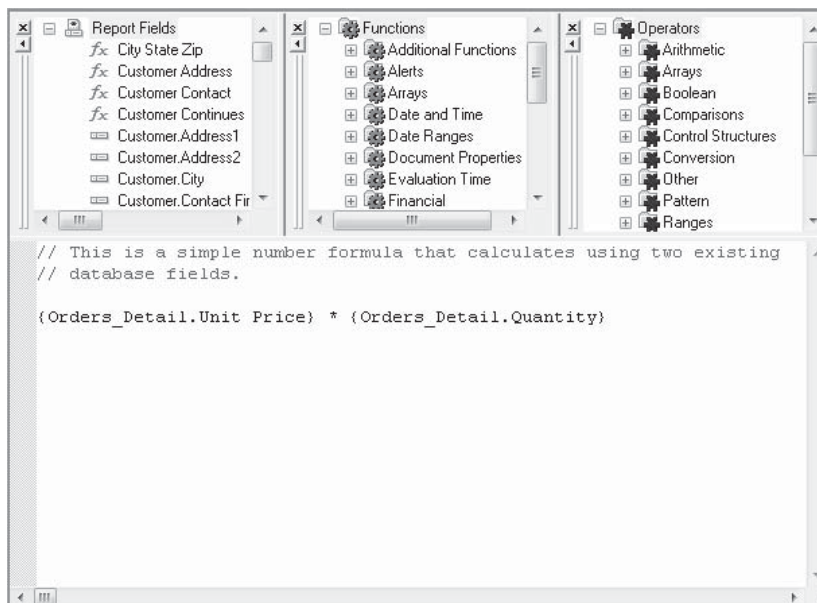 Report Fields
City State Zip
Customer Address
Customer Contact
Customer Continues
Customer.Address1
Customer.Address2
Customer.City
Customer.Contact Fir
Functions
Additional Functions
Alerts
Arrays
Date and Time
Date Ranges
Document Properties
Evaluation Time
Financial
Operators
Arithmetic
Arrays
Boolean
Comparisons
Control Structures
Conversion
Other
Pattern
Ranges
// This is a simple number formula that calculates using two existing
// database fields.
{Orders_Detail.Unit Price} * {Orders_Detail.Quantity}